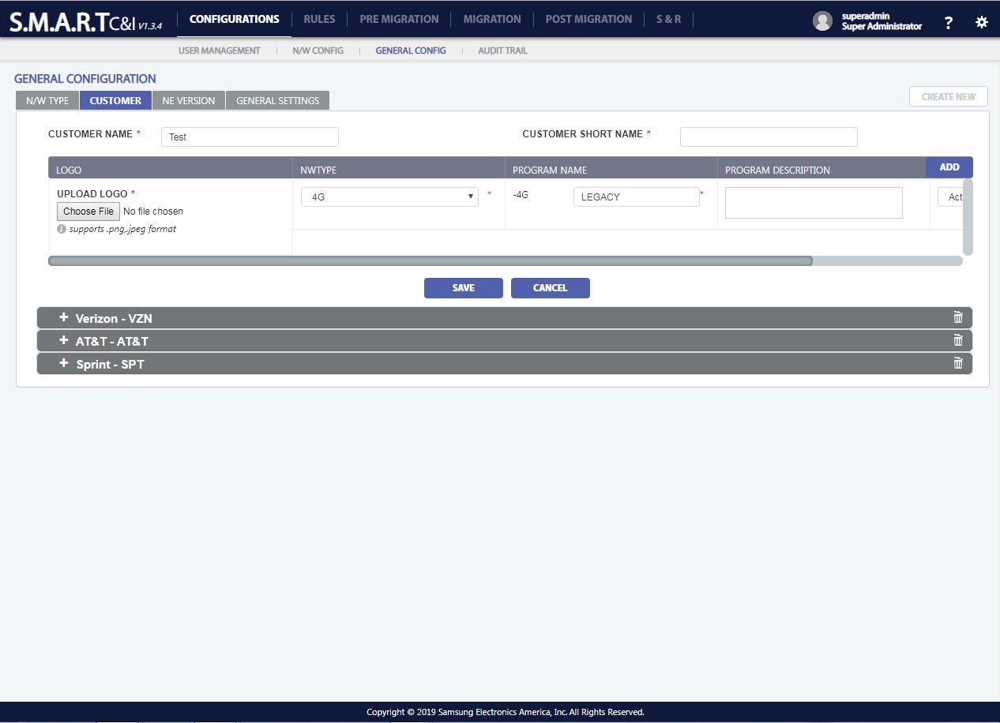 S.M.A.R.T C&I V1.3.4 CONFIGURATIONS RULES PRE MIGRATION MIGRATION POST MIGRATION S & R superadmin ?
Super Administrator
USER MANAGEMENT N/W CONFIG GENERAL CONFIG AUDIT TRAIL
GENERAL CONFIGURATION
N/W TYPE CUSTOMER NE VERSION GENERAL SETTINGS CREATE NEW
CUSTOMER NAME * Test CUSTOMER SHORT NAME *
LOGO NWTYPE PROGRAM NAME PROGRAM DESCRIPTION ADD
UPLOAD LOGO * 4G * -4G LEGACY * Act
Choose File No file chosen
i supports .png,.jpeg format
SAVE CANCEL
+ Verizon - VZN
+ AT&T - AT&T
+ Sprint - SPT
Copyright © 2019 Samsung Electronics America, Inc. All Rights Reserved.